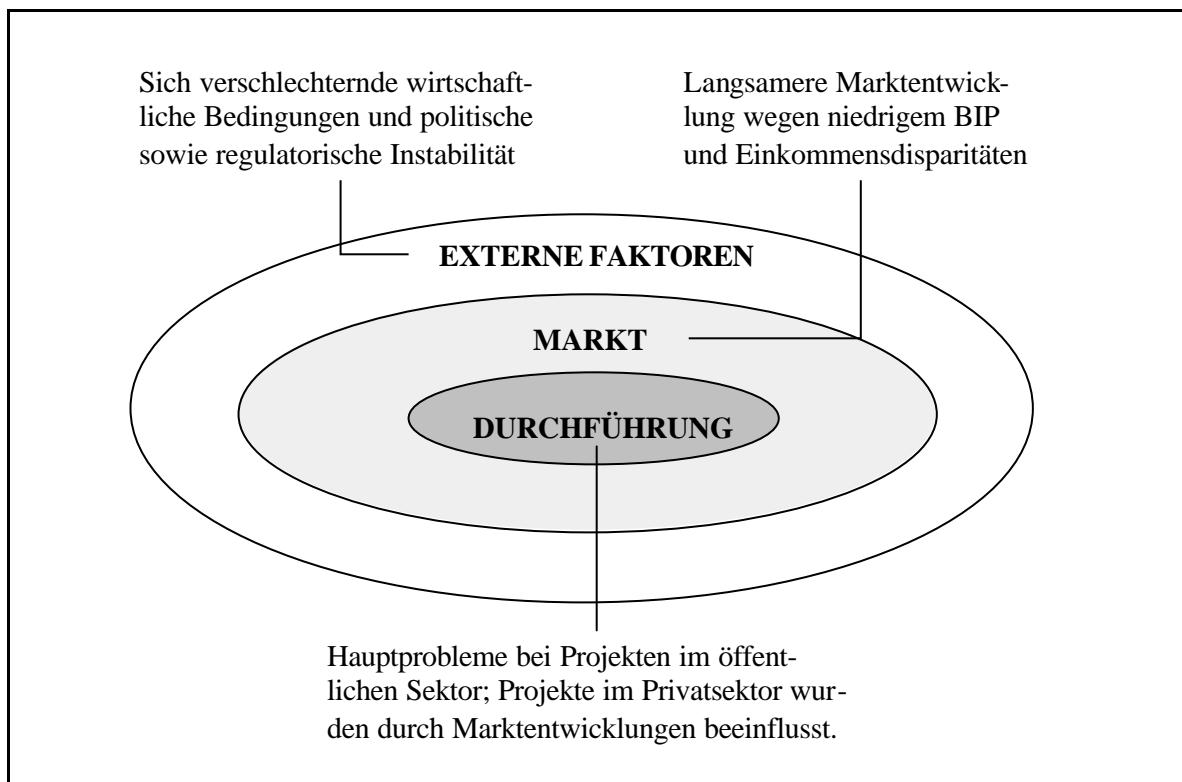 Sich verschlechternde wirtschaft-
liche Bedingungen und politische
sowie regulatorische Instabilität
Langsamere Marktentwick-
lung wegen niedrigem BIP
und Einkommensdisparitäten
EXTERNE FAKTOREN
MARKT
DURCHFÜHRUNG
Hauptprobleme bei Projekten im öffent-
lichen Sektor; Projekte im Privatsektor wur-
den durch Marktentwicklungen beeinflusst.